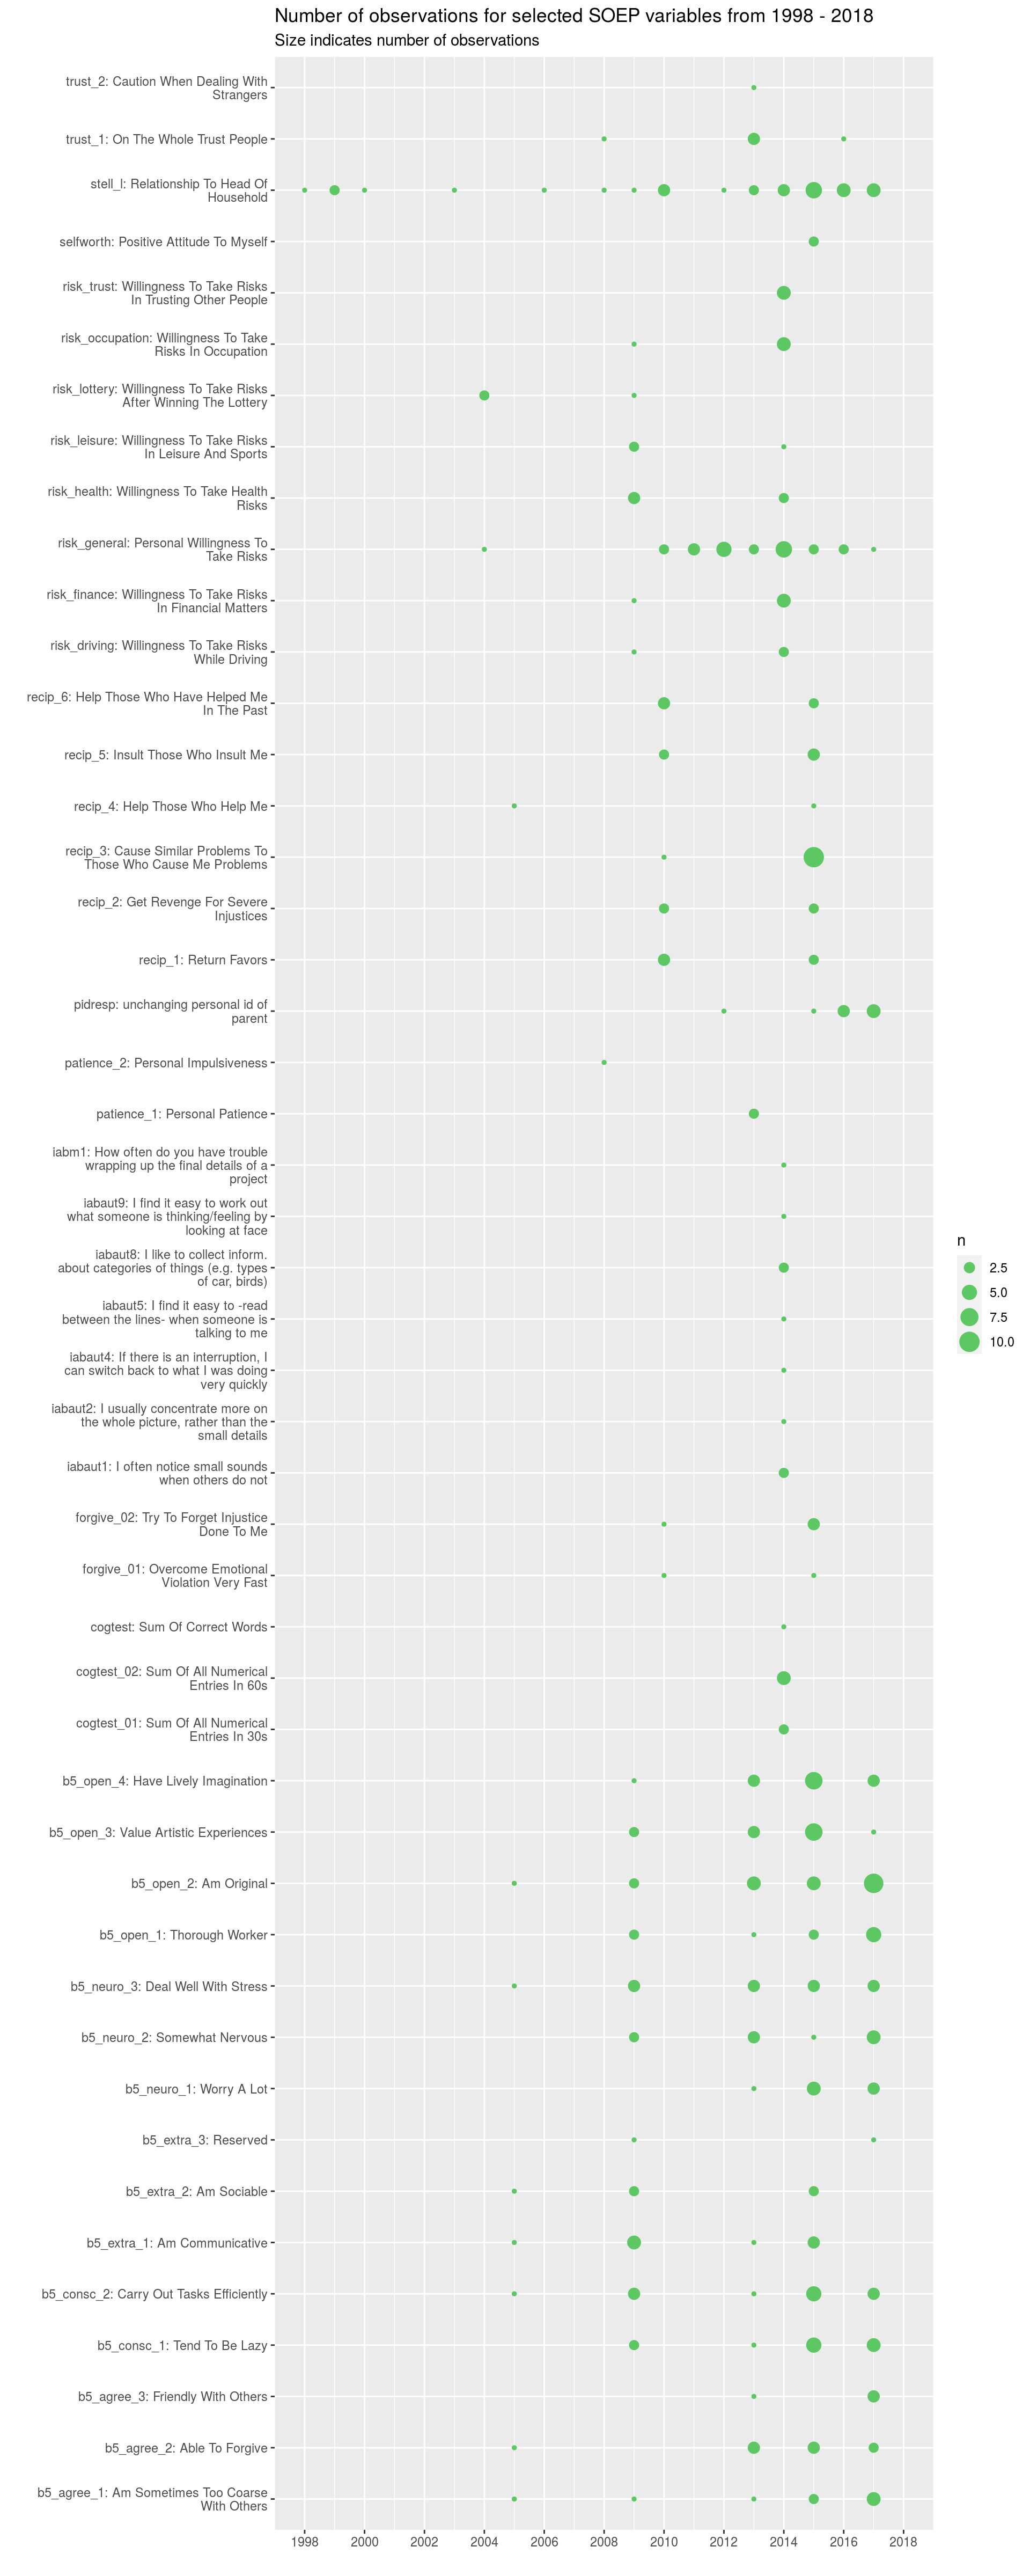 Number of observations for selected SOEP variables from 1998 - 2018
Size indicates number of observations
trust_2: Caution When Dealing With
Strangers
trust_1: On The Whole Trust People
stell_l: Relationship To Head Of
Household
selfworth: Positive Attitude To Myself
risk_trust: Willingness To Take Risks
In Trusting Other People
risk_occupation: Willingness To Take
Risks In Occupation
risk_lottery: Willingness To Take Risks
After Winning The Lottery
risk_leisure: Willingness To Take Risks
In Leisure And Sports
risk_health: Willingness To Take Health
Risks
risk_general: Personal Willingness To
Take Risks
risk_finance: Willingness To Take Risks
In Financial Matters
risk_driving: Willingness To Take Risks
While Driving
recip_6: Help Those Who Have Helped Me
In The Past
recip_5: Insult Those Who Insult Me
recip_4: Help Those Who Help Me
recip_3: Cause Similar Problems To
Those Who Cause Me Problems
recip_2: Get Revenge For Severe
Injustices
recip_1: Return Favors
pidresp: unchanging personal id of
parent
patience_2: Personal Impulsiveness
patience_1: Personal Patience
iabm1: How often do you have trouble
wrapping up the final details of a
project
iabaut9: I find it easy to work out
what someone is thinking/feeling by
looking at face
iabaut8: I like to collect inform.
about categories of things (e.g. types
of car, birds)
iabaut5: I find it easy to -read
between the lines- when someone is
talking to me
iabaut4: If there is an interruption, I
can switch back to what I was doing
very quickly
iabaut2: I usually concentrate more on
the whole picture, rather than the
small details
iabaut1: I often notice small sounds
when others do not
forgive_02: Try To Forget Injustice
Done To Me
forgive_01: Overcome Emotional
Violation Very Fast
cogtest: Sum Of Correct Words
cogtest_02: Sum Of All Numerical
Entries In 60s
cogtest_01: Sum Of All Numerical
Entries In 30s
b5_open_4: Have Lively Imagination
b5_open_3: Value Artistic Experiences
b5_open_2: Am Original
b5_open_1: Thorough Worker
b5_neuro_3: Deal Well With Stress
b5_neuro_2: Somewhat Nervous
b5_neuro_1: Worry A Lot
b5_extra_3: Reserved
b5_extra_2: Am Sociable
b5_extra_1: Am Communicative
b5_consc_2: Carry Out Tasks Efficiently
b5_consc_1: Tend To Be Lazy
b5_agree_3: Friendly With Others
b5_agree_2: Able To Forgive
b5_agree_1: Am Sometimes Too Coarse
With Others
1998 2000 2002 2004 2006 2008 2010 2012 2014 2016 2018
n
2.5
5.0
7.5
10.0